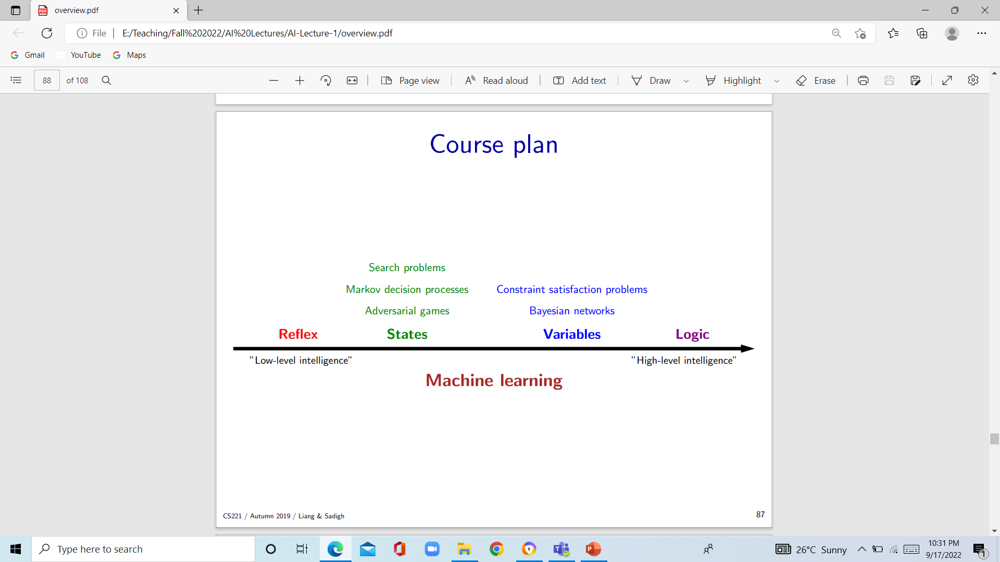 overview.pdf
File E:/Teaching/Fall%202022/AI%20Lectures/AI-Lecture-1/overview.pdf
Gmail YouTube Maps
88 of 108 Page view Read aloud Add text Draw Highlight Erase
Course plan
Search problems
Markov decision processes Constraint satisfaction problems
Adversarial games Bayesian networks
Reflex States Variables Logic
"Low-level intelligence" "High-level intelligence"
Machine learning
CS221 / Autumn 2019 / Liang & Sadigh 87
Type here to search 26°C Sunny 10:31 PM
9/17/2022 1